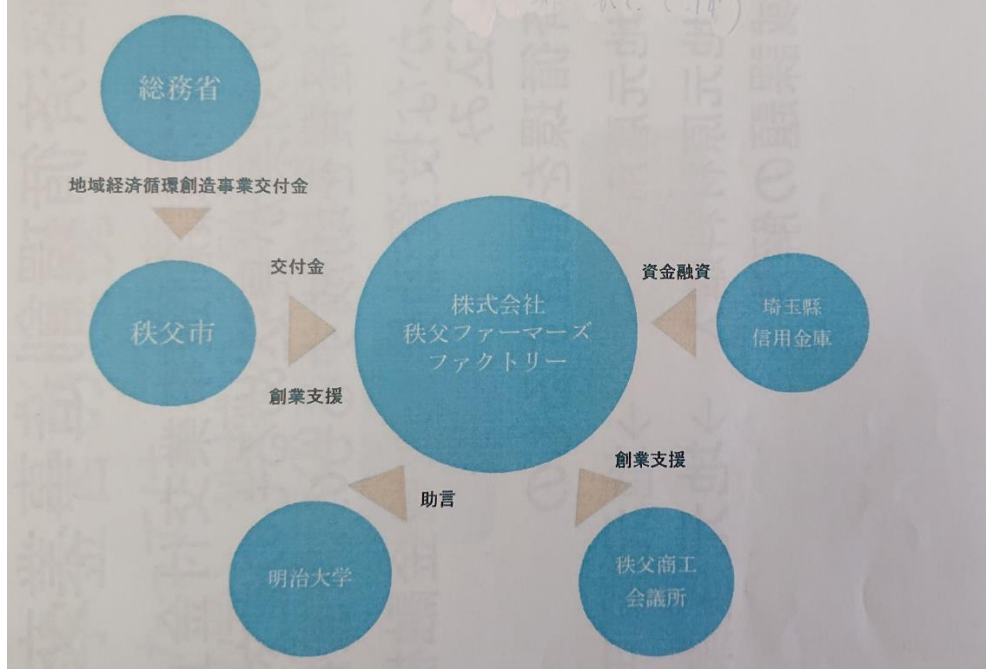 総務省
地域経済循環創造事業交付金
秩父市
交付金
創業支援
株式会社
秩父ファーマーズ
ファクトリー
資金融資
埼玉縣
信用金庫
助言
明治大学
創業支援
秩父商工
会議所